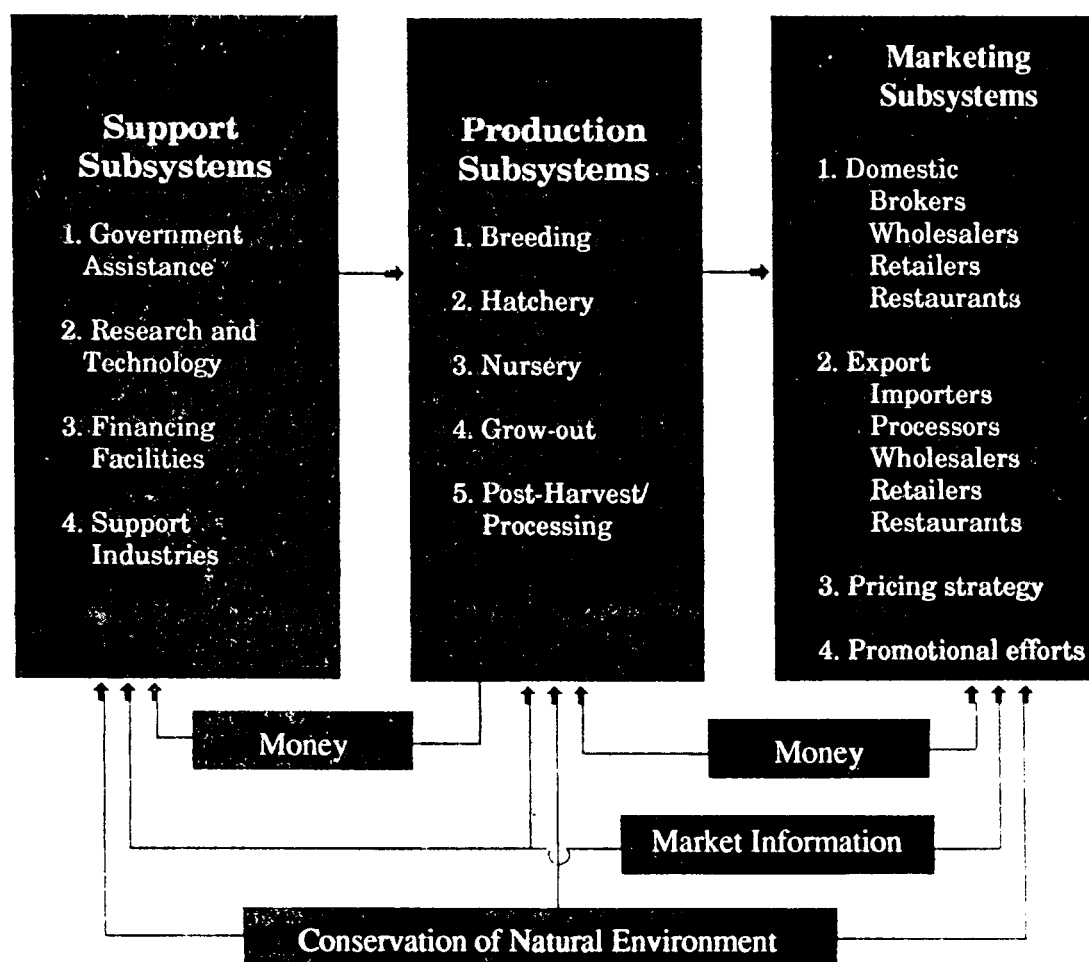 Support
Subsystems
1. Government
Assistance
2. Research and
Technology
3. Financing
Facilities
4. Support
Industries
Production
Subsystems
1. Breeding
2. Hatchery
3. Nursery
4. Grow-out
5. Post-Harvest/
Processing
Marketing
Subsystems
1. Domestic
Brokers
Wholesalers
Retailers
Restaurants
2. Export
Importers
Processors
Wholesalers
Retailers
Restaurants
3. Pricing strategy
4. Promotional efforts
Money
Money
Market Information
Conservation of Natural Environment